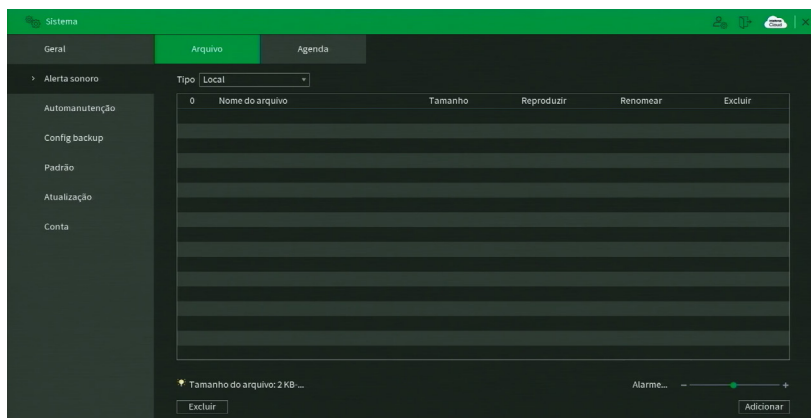 Sistema
Cloud
Geral
Arquivo
Agenda
Alerta sonoro
Tipo
Local
0
Nome do arquivo
Tamanho
Reproduzir
Renomear
Excluir
Automanutenção
Config backup
Padrão
Atualização
Conta
Tamanho do arquivo: 2 KB-...
Alarme...
Excluir
Adicionar